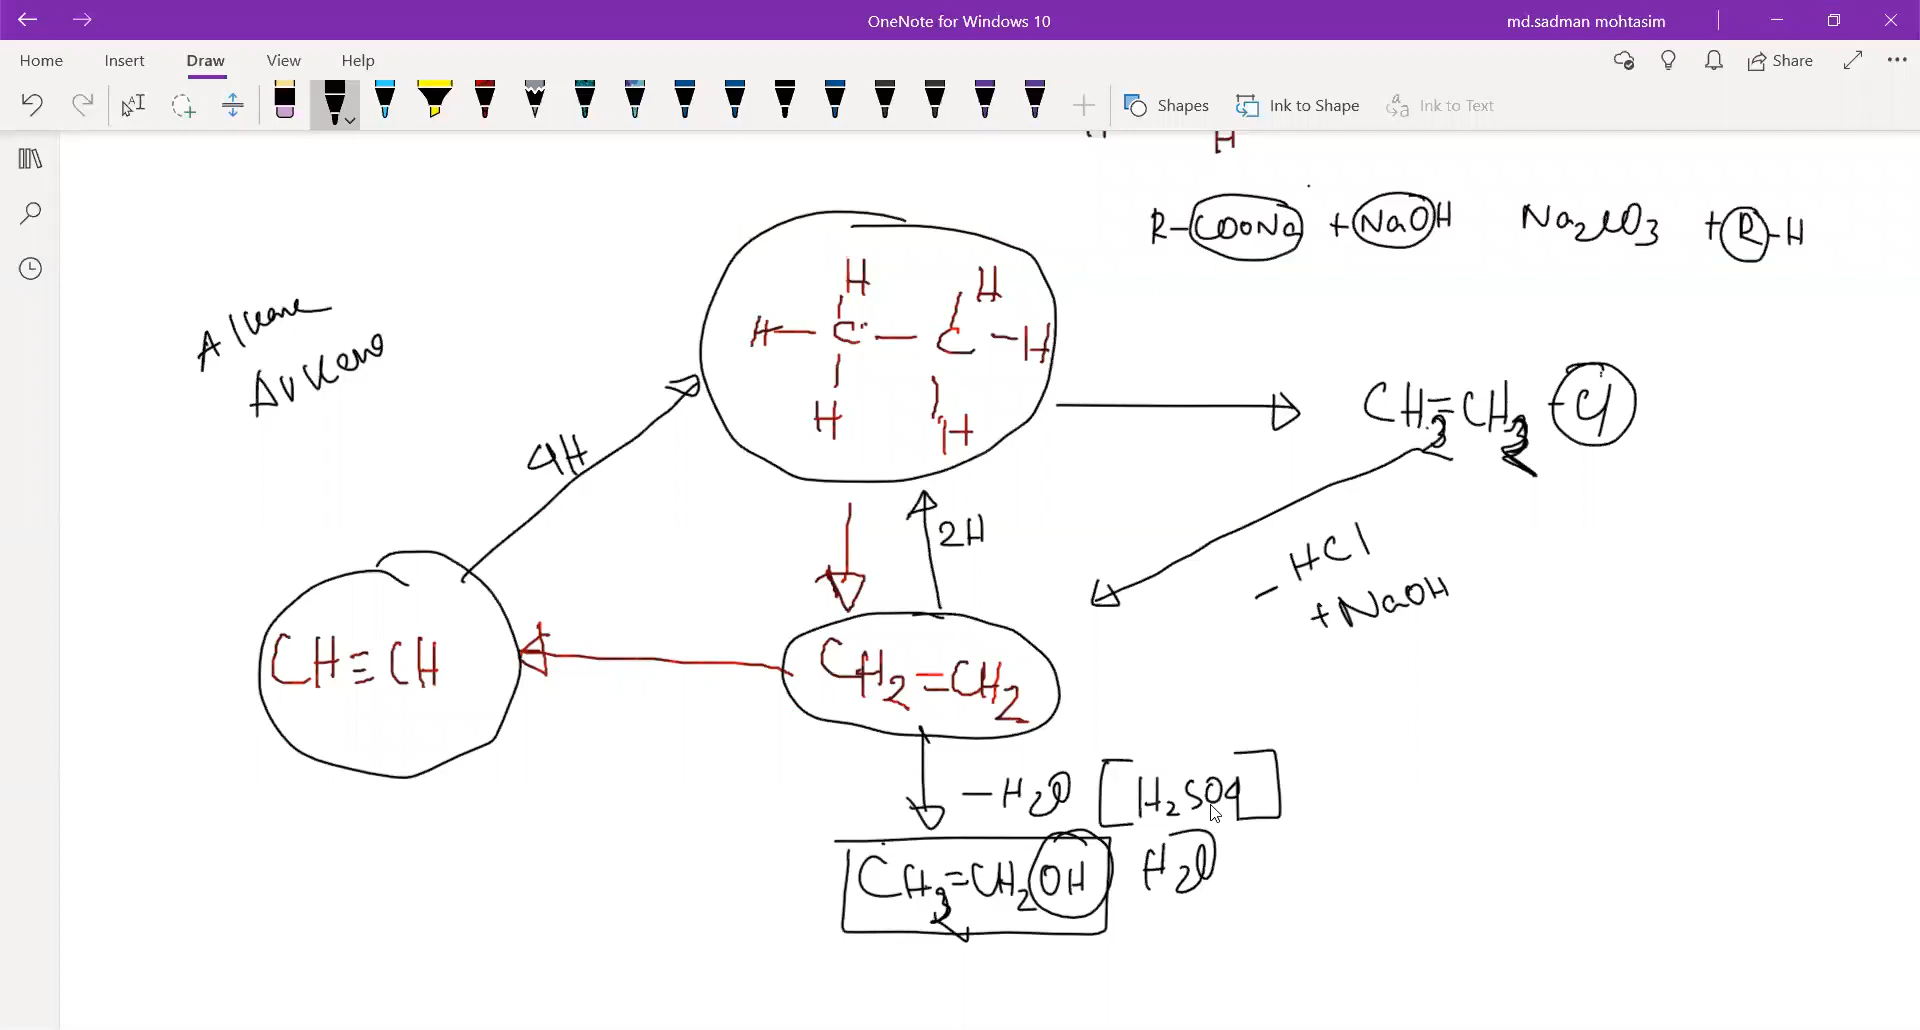 OneNote for Windows 10
md.sadman mohtasim
Home Insert Draw View Help
Share
Shapes Ink to Shape Ink to Text
H
R-COONa + NaOH Na2CO3 + R-H
Alkane
H H
H-C-C-H
H H
4H
CH3=CH2-Cl
2H
-HCl
+NaOH
CH≡CH
CH2=CH2
-H2O [H2SO4]
CH3=CH2OH H2O